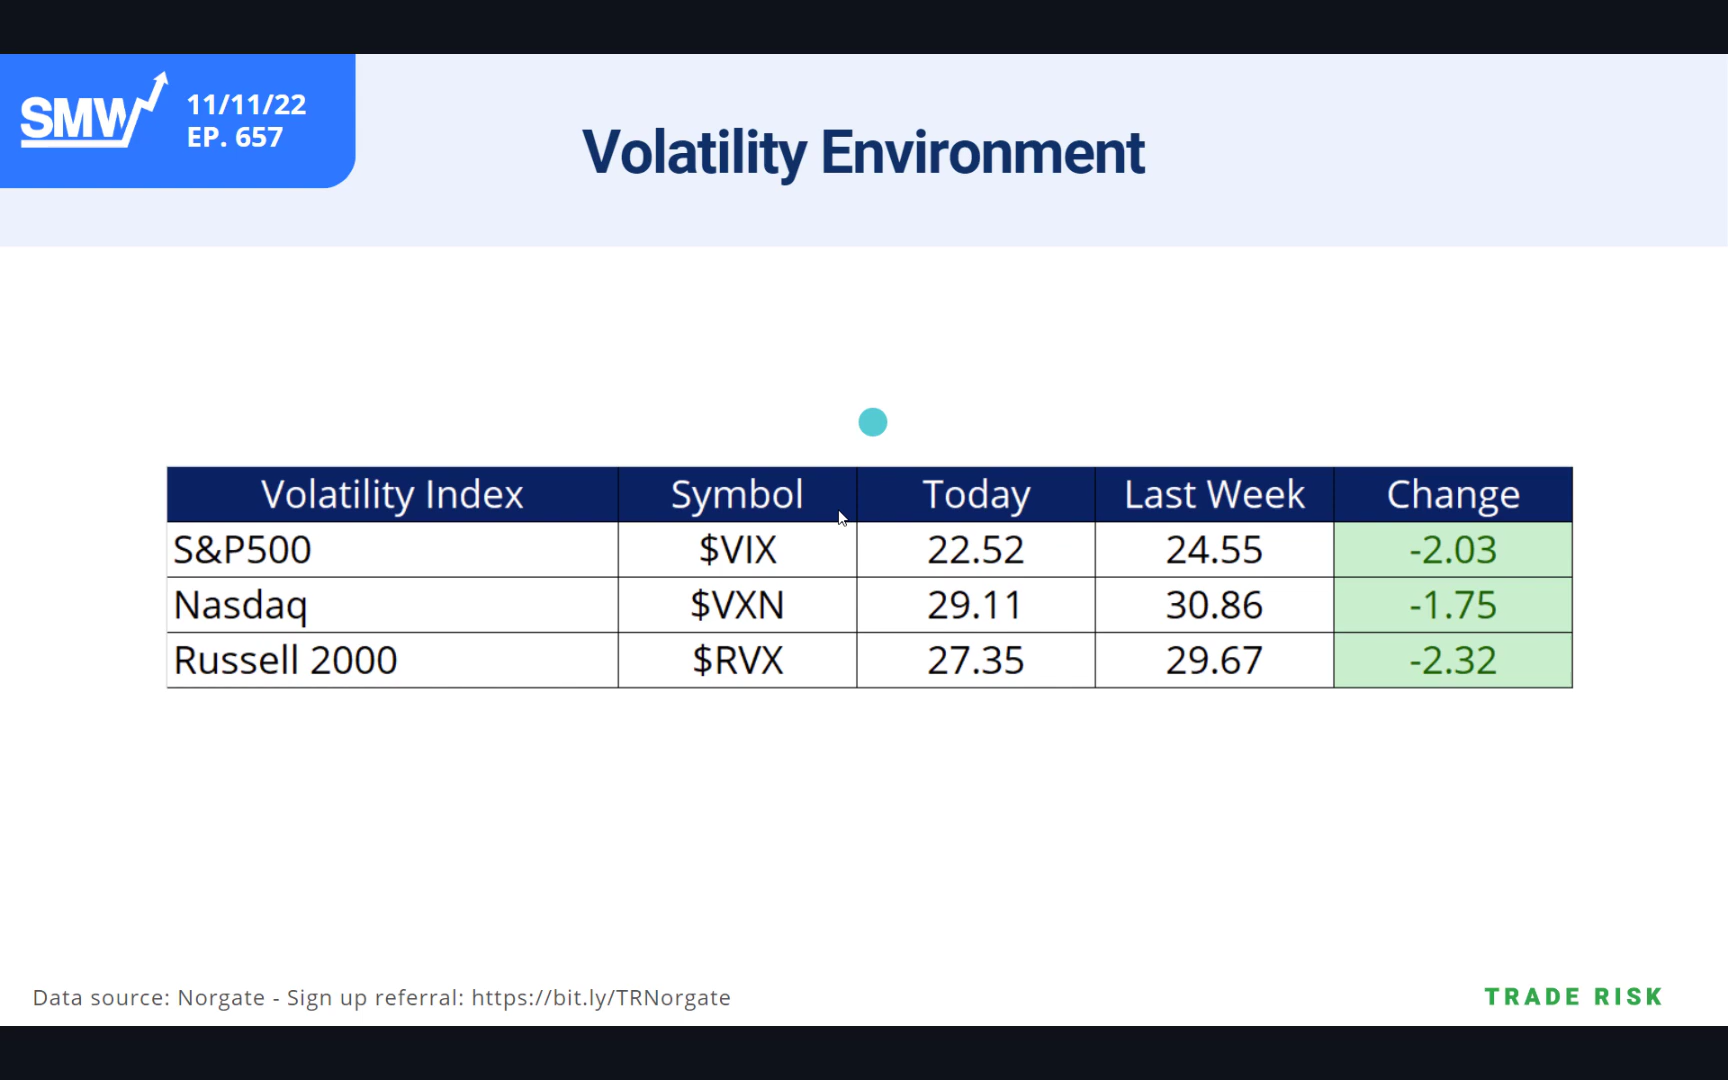 SMW
11/11/22
EP. 657
Volatility Environment
Volatility Index Symbol Today Last Week Change
S&P500 $VIX 22.52 24.55 -2.03
Nasdaq $VXN 29.11 30.86 -1.75
Russell 2000 $RVX 27.35 29.67 -2.32
Data source: Norgate - Sign up referral: https://bit.ly/TRNorgate
TRADE RISK